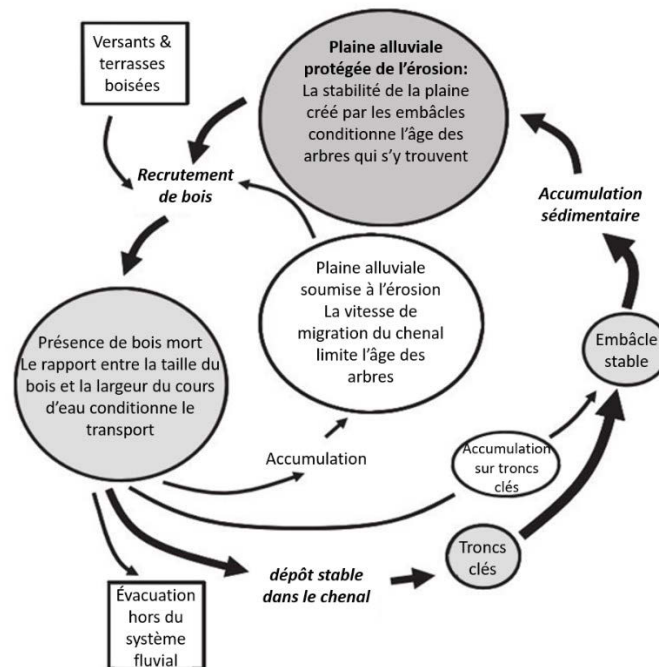 Versants &
terrasses
boisées
Plaine alluviale
protégée de l’érosion:
La stabilité de la plaine
créé par les embâcles
conditionne l’âge des
arbres qui s’y trouvent
Recrutement
de bois
Accumulation
sédimentaire
Plaine alluviale
soumise à l’érosion
La vitesse de
migration du chenal
limite l’âge des
arbres
Présence de bois mort
Le rapport entre la taille du
bois et la largeur du cours
d’eau conditionne le
transport
Embâcle
stable
Accumulation
Accumulation
sur troncs
clés
Troncs
clés
dépôt stable
dans le chenal
Évacuation
hors du
système
fluvial